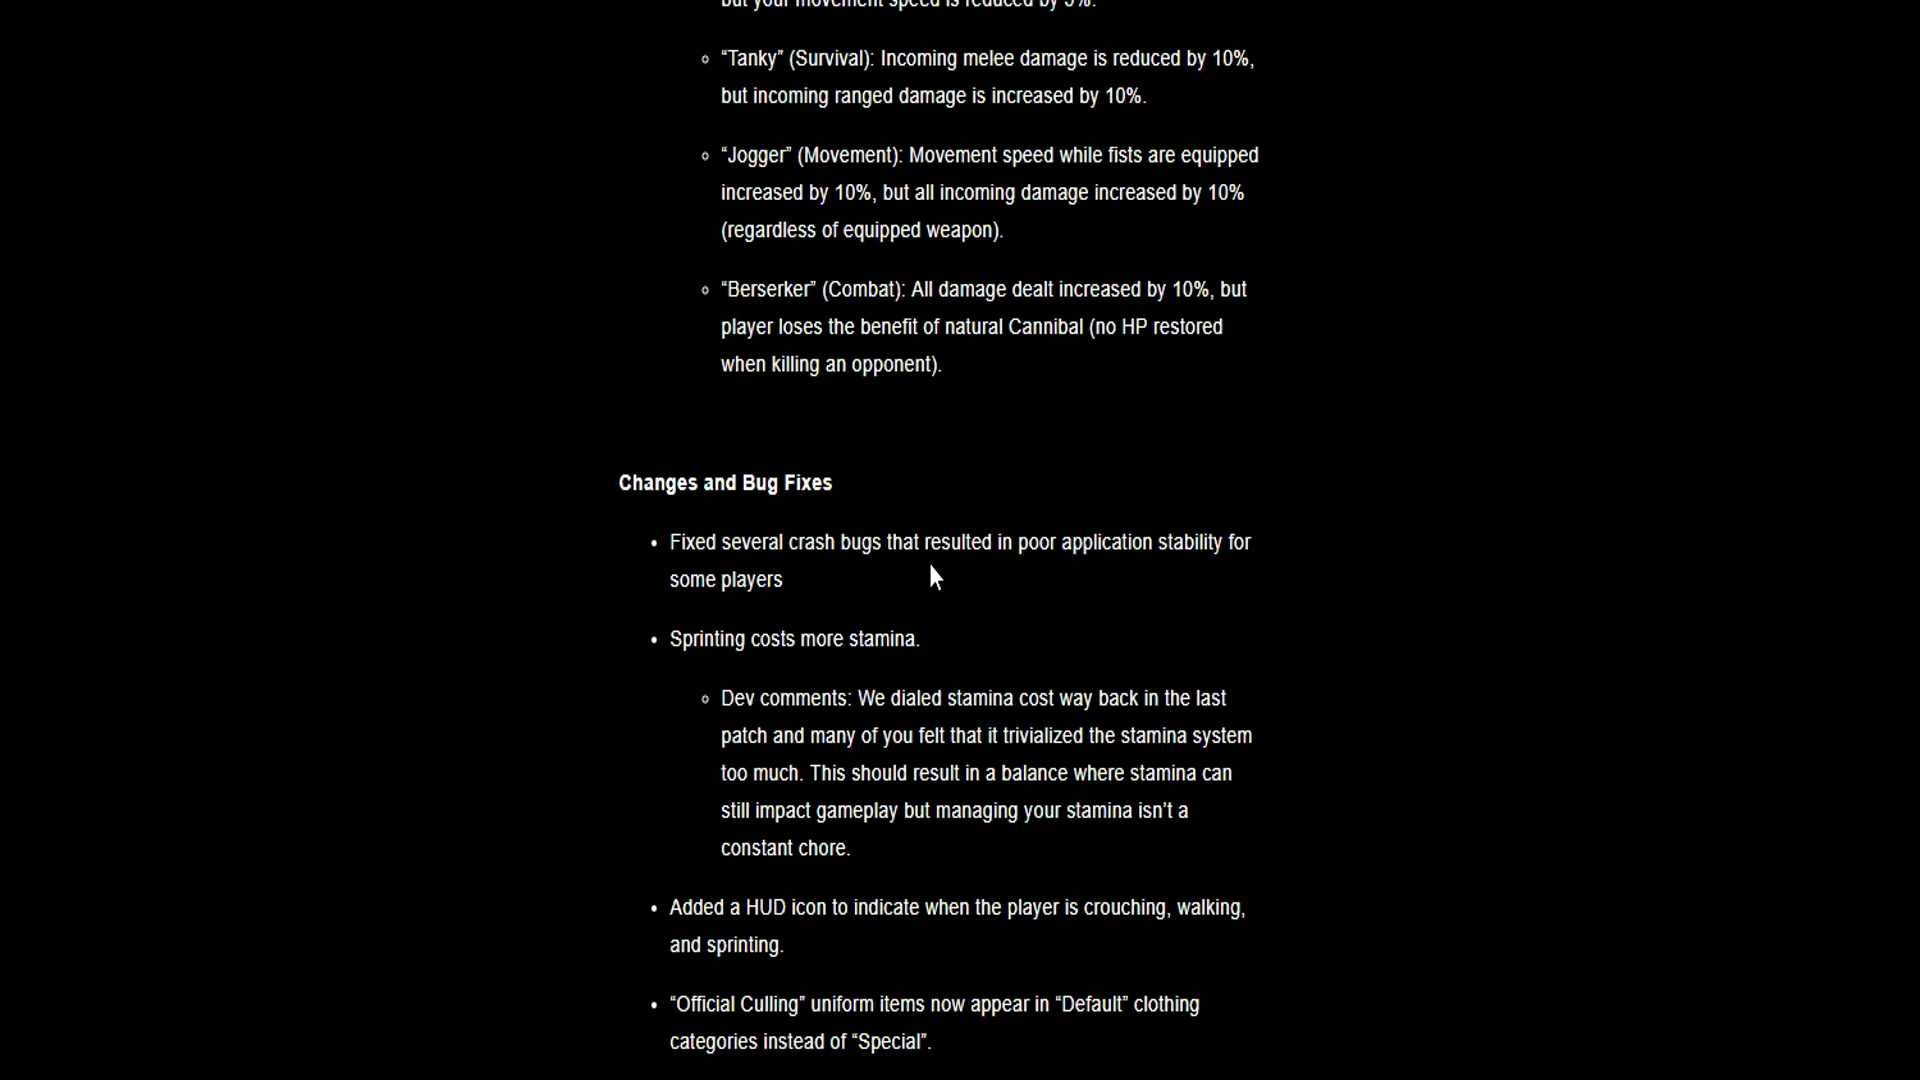 but your movement speed is reduced by 5%.
“Tanky” (Survival): Incoming melee damage is reduced by 10%,
but incoming ranged damage is increased by 10%.
“Jogger” (Movement): Movement speed while fists are equipped
increased by 10%, but all incoming damage increased by 10%
(regardless of equipped weapon).
“Berserker” (Combat): All damage dealt increased by 10%, but
player loses the benefit of natural Cannibal (no HP restored
when killing an opponent).
Changes and Bug Fixes
Fixed several crash bugs that resulted in poor application stability for
some players
Sprinting costs more stamina.
Dev comments: We dialed stamina cost way back in the last
patch and many of you felt that it trivialized the stamina system
too much. This should result in a balance where stamina can
still impact gameplay but managing your stamina isn’t a
constant chore.
Added a HUD icon to indicate when the player is crouching, walking,
and sprinting.
“Official Culling” uniform items now appear in “Default” clothing
categories instead of “Special”.